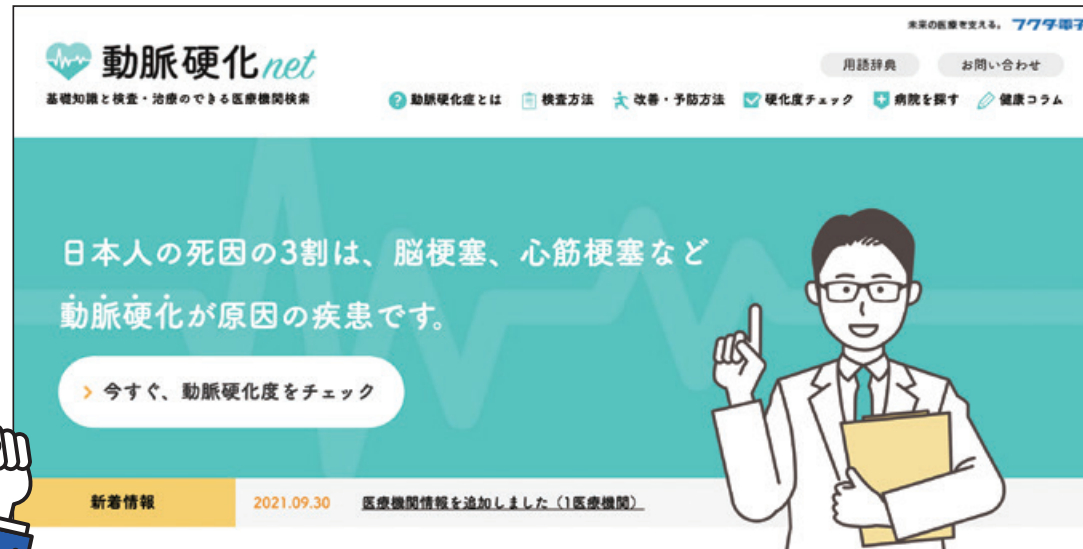 未来の医療を支える。 フクダ電子
動脈硬化net
基礎知識と検査・治療のできる医療機関検索
用語辞典 お問い合わせ
動脈硬化症とは 検査方法 改善・予防方法 硬化度チェック 病院を探す 健康コラム
日本人の死因の3割は、脳梗塞、心筋梗塞など
動脈硬化が原因の疾患です。
今すぐ、動脈硬化度をチェック
新着情報 2021.09.30 医療機関情報を追加しました（1医療機関）